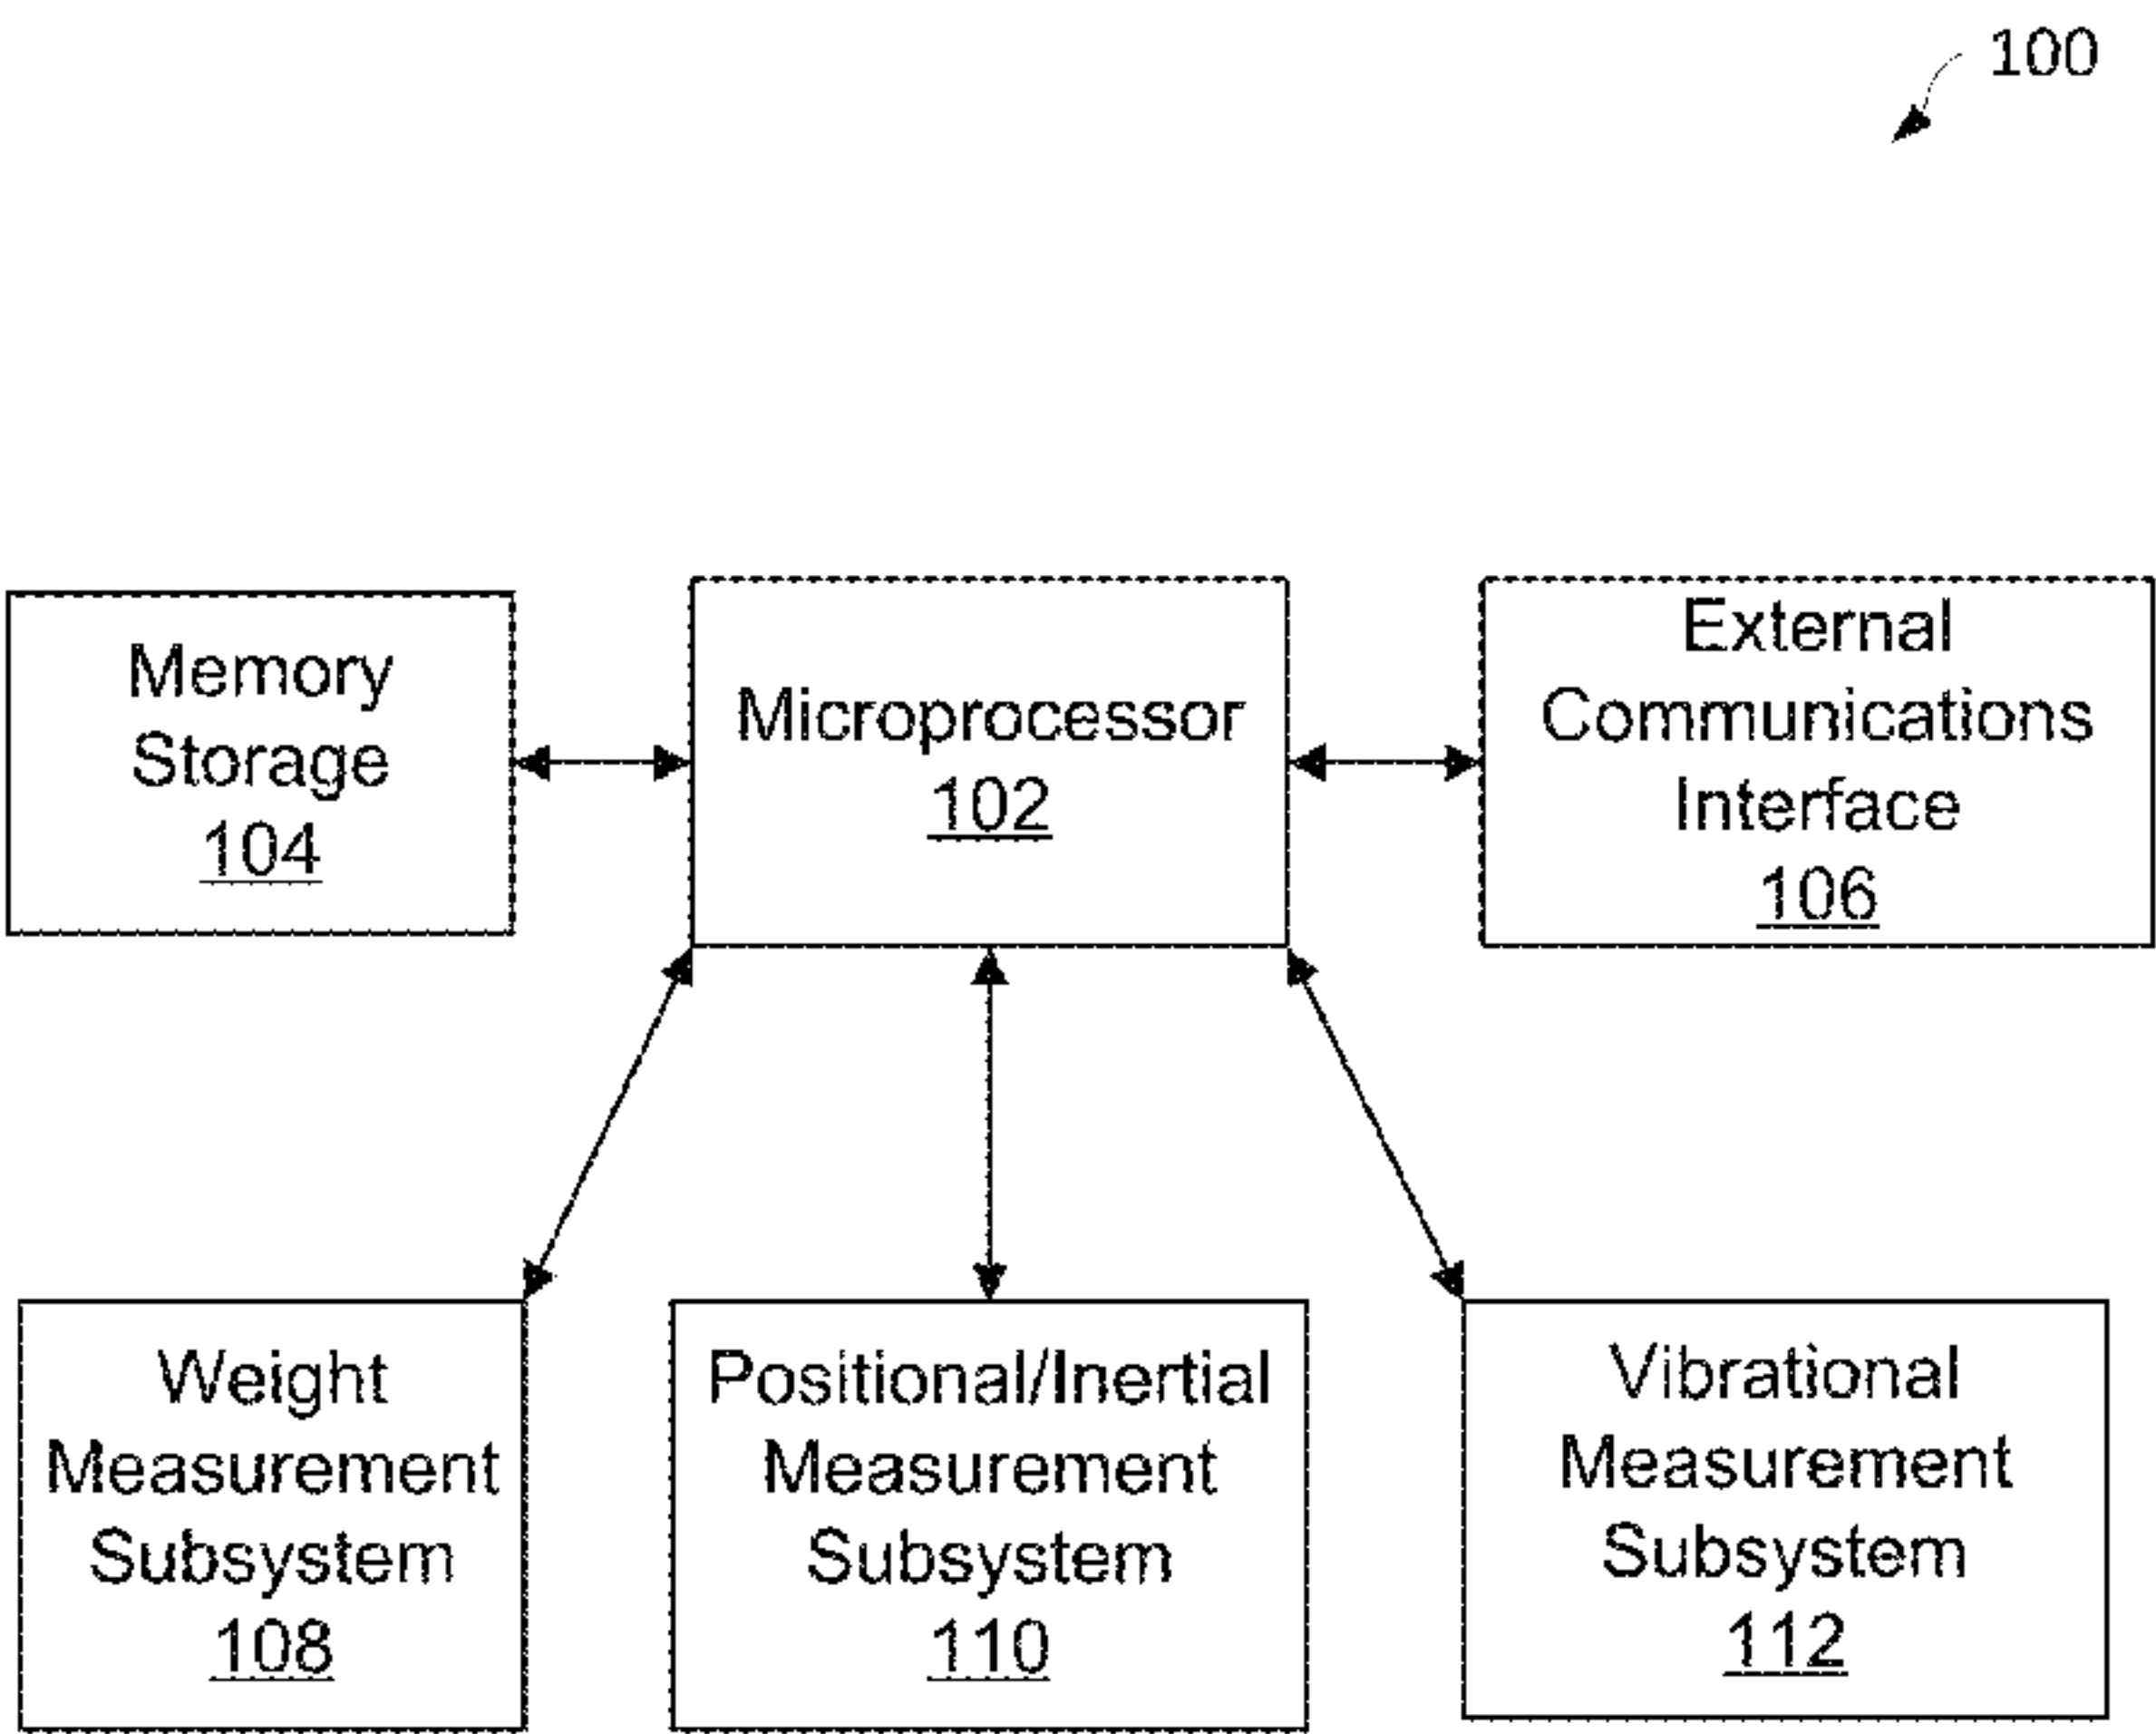 100
Memory
Storage
104
Microprocessor
102
External
Communications
Interface
106
Weight
Measurement
Subsystem
108
Positional/Inertial
Measurement
Subsystem
110
Vibrational
Measurement
Subsystem
112